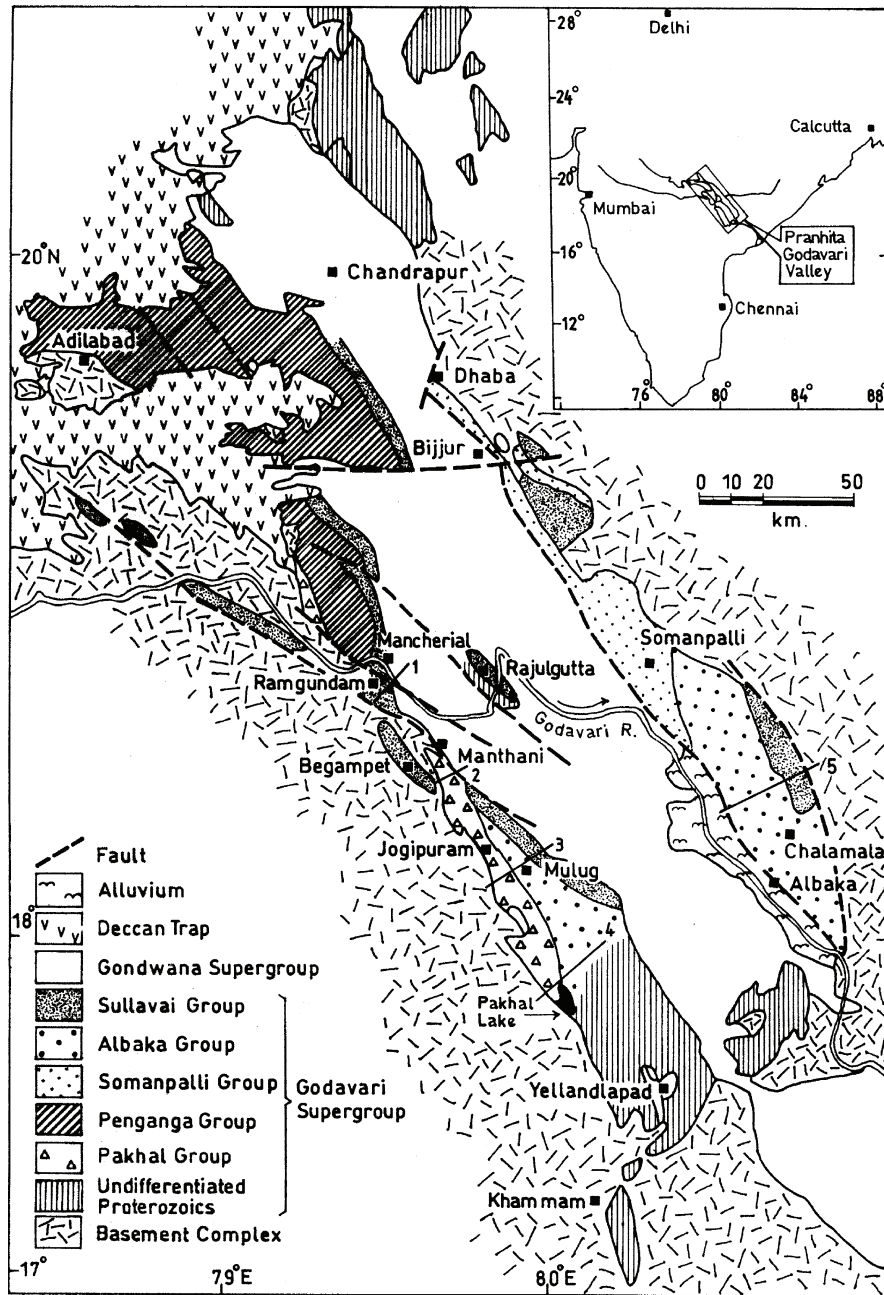 28°
Delhi
24°
Calcutta
20°
Mumbai
Pranhita
Godavari
Valley
16°
Chennai
12°
76°
80°
84°
88
20°N
Chandrapur
Adilabad
Dhaba
Bijjur
0 10 20 50
km.
Somanpalli
Mancherial
1
Rajulgutta
Ramgundam
Godavari R.
Manthani
Begampet
2
5
3
Jogipuram
Mulug
Chalamala
Albaka
4
18°
Pakhal
Lake
Yellandlapad
Khammam
Fault
Alluvium
Deccan Trap
Gondwana Supergroup
Sullavai Group
Albaka Group
Somanpalli Group
Godavari
Supergroup
Penganga Group
Pakhal Group
Undifferentiated
Proterozoics
Basement Complex
17°
79°E
80°E